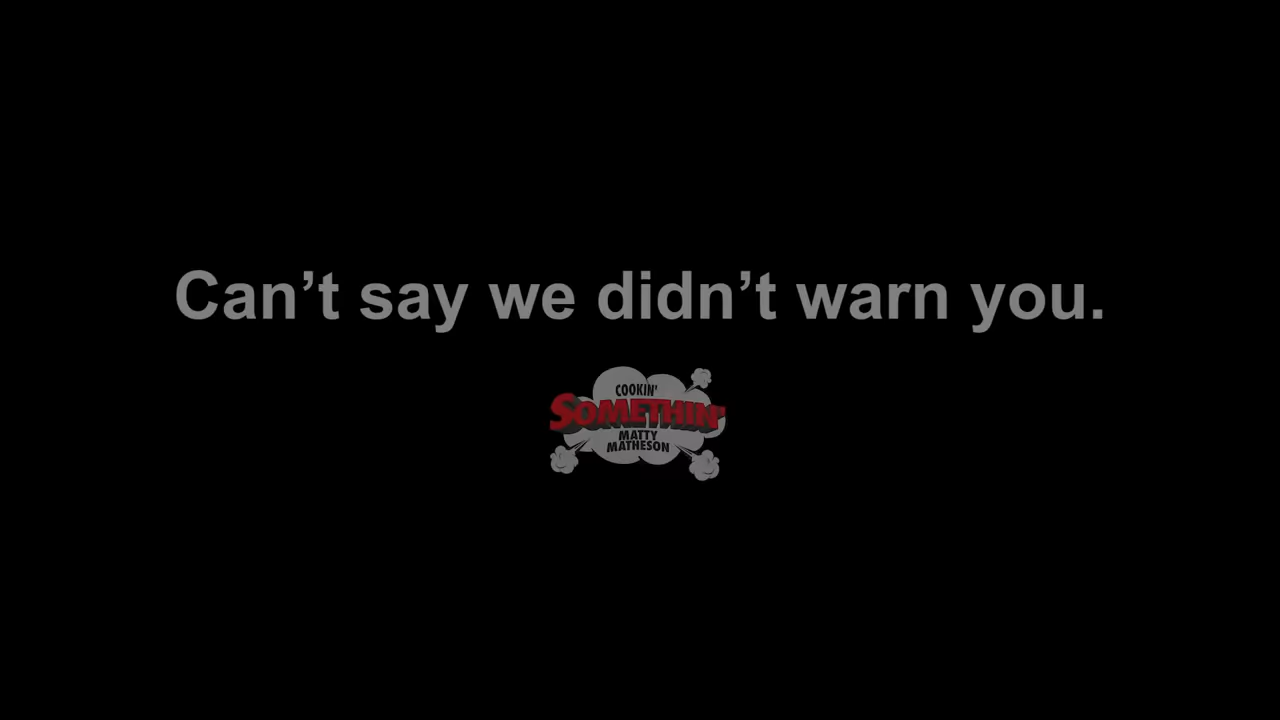 Can’t say we didn’t warn you.
COOKIN'
SOMETHIN'
MATTY
MATHESON